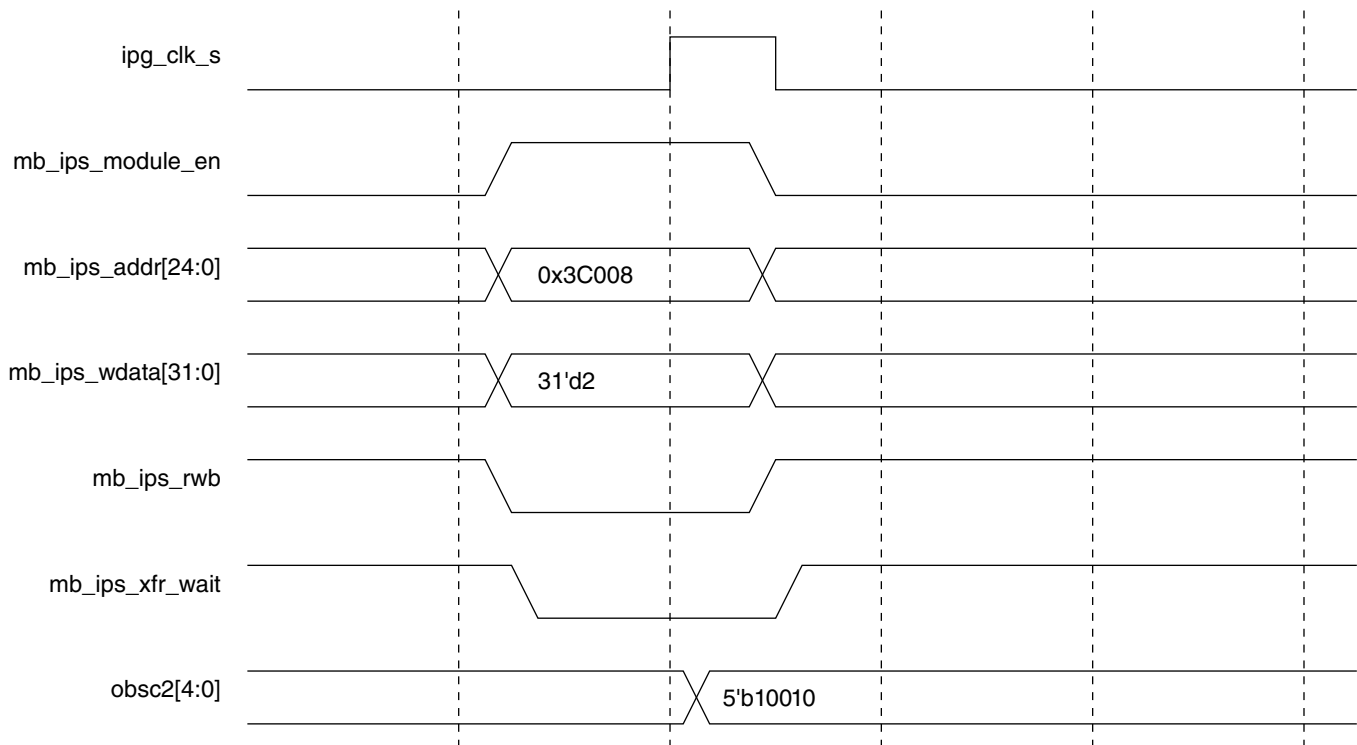 ipg_clk_s
mb_ips_module_en
mb_ips_addr[24:0]
0x3C008
mb_ips_wdata[31:0]
31'd2
mb_ips_rwb
mb_ips_xfr_wait
obsc2[4:0]
5'b10010